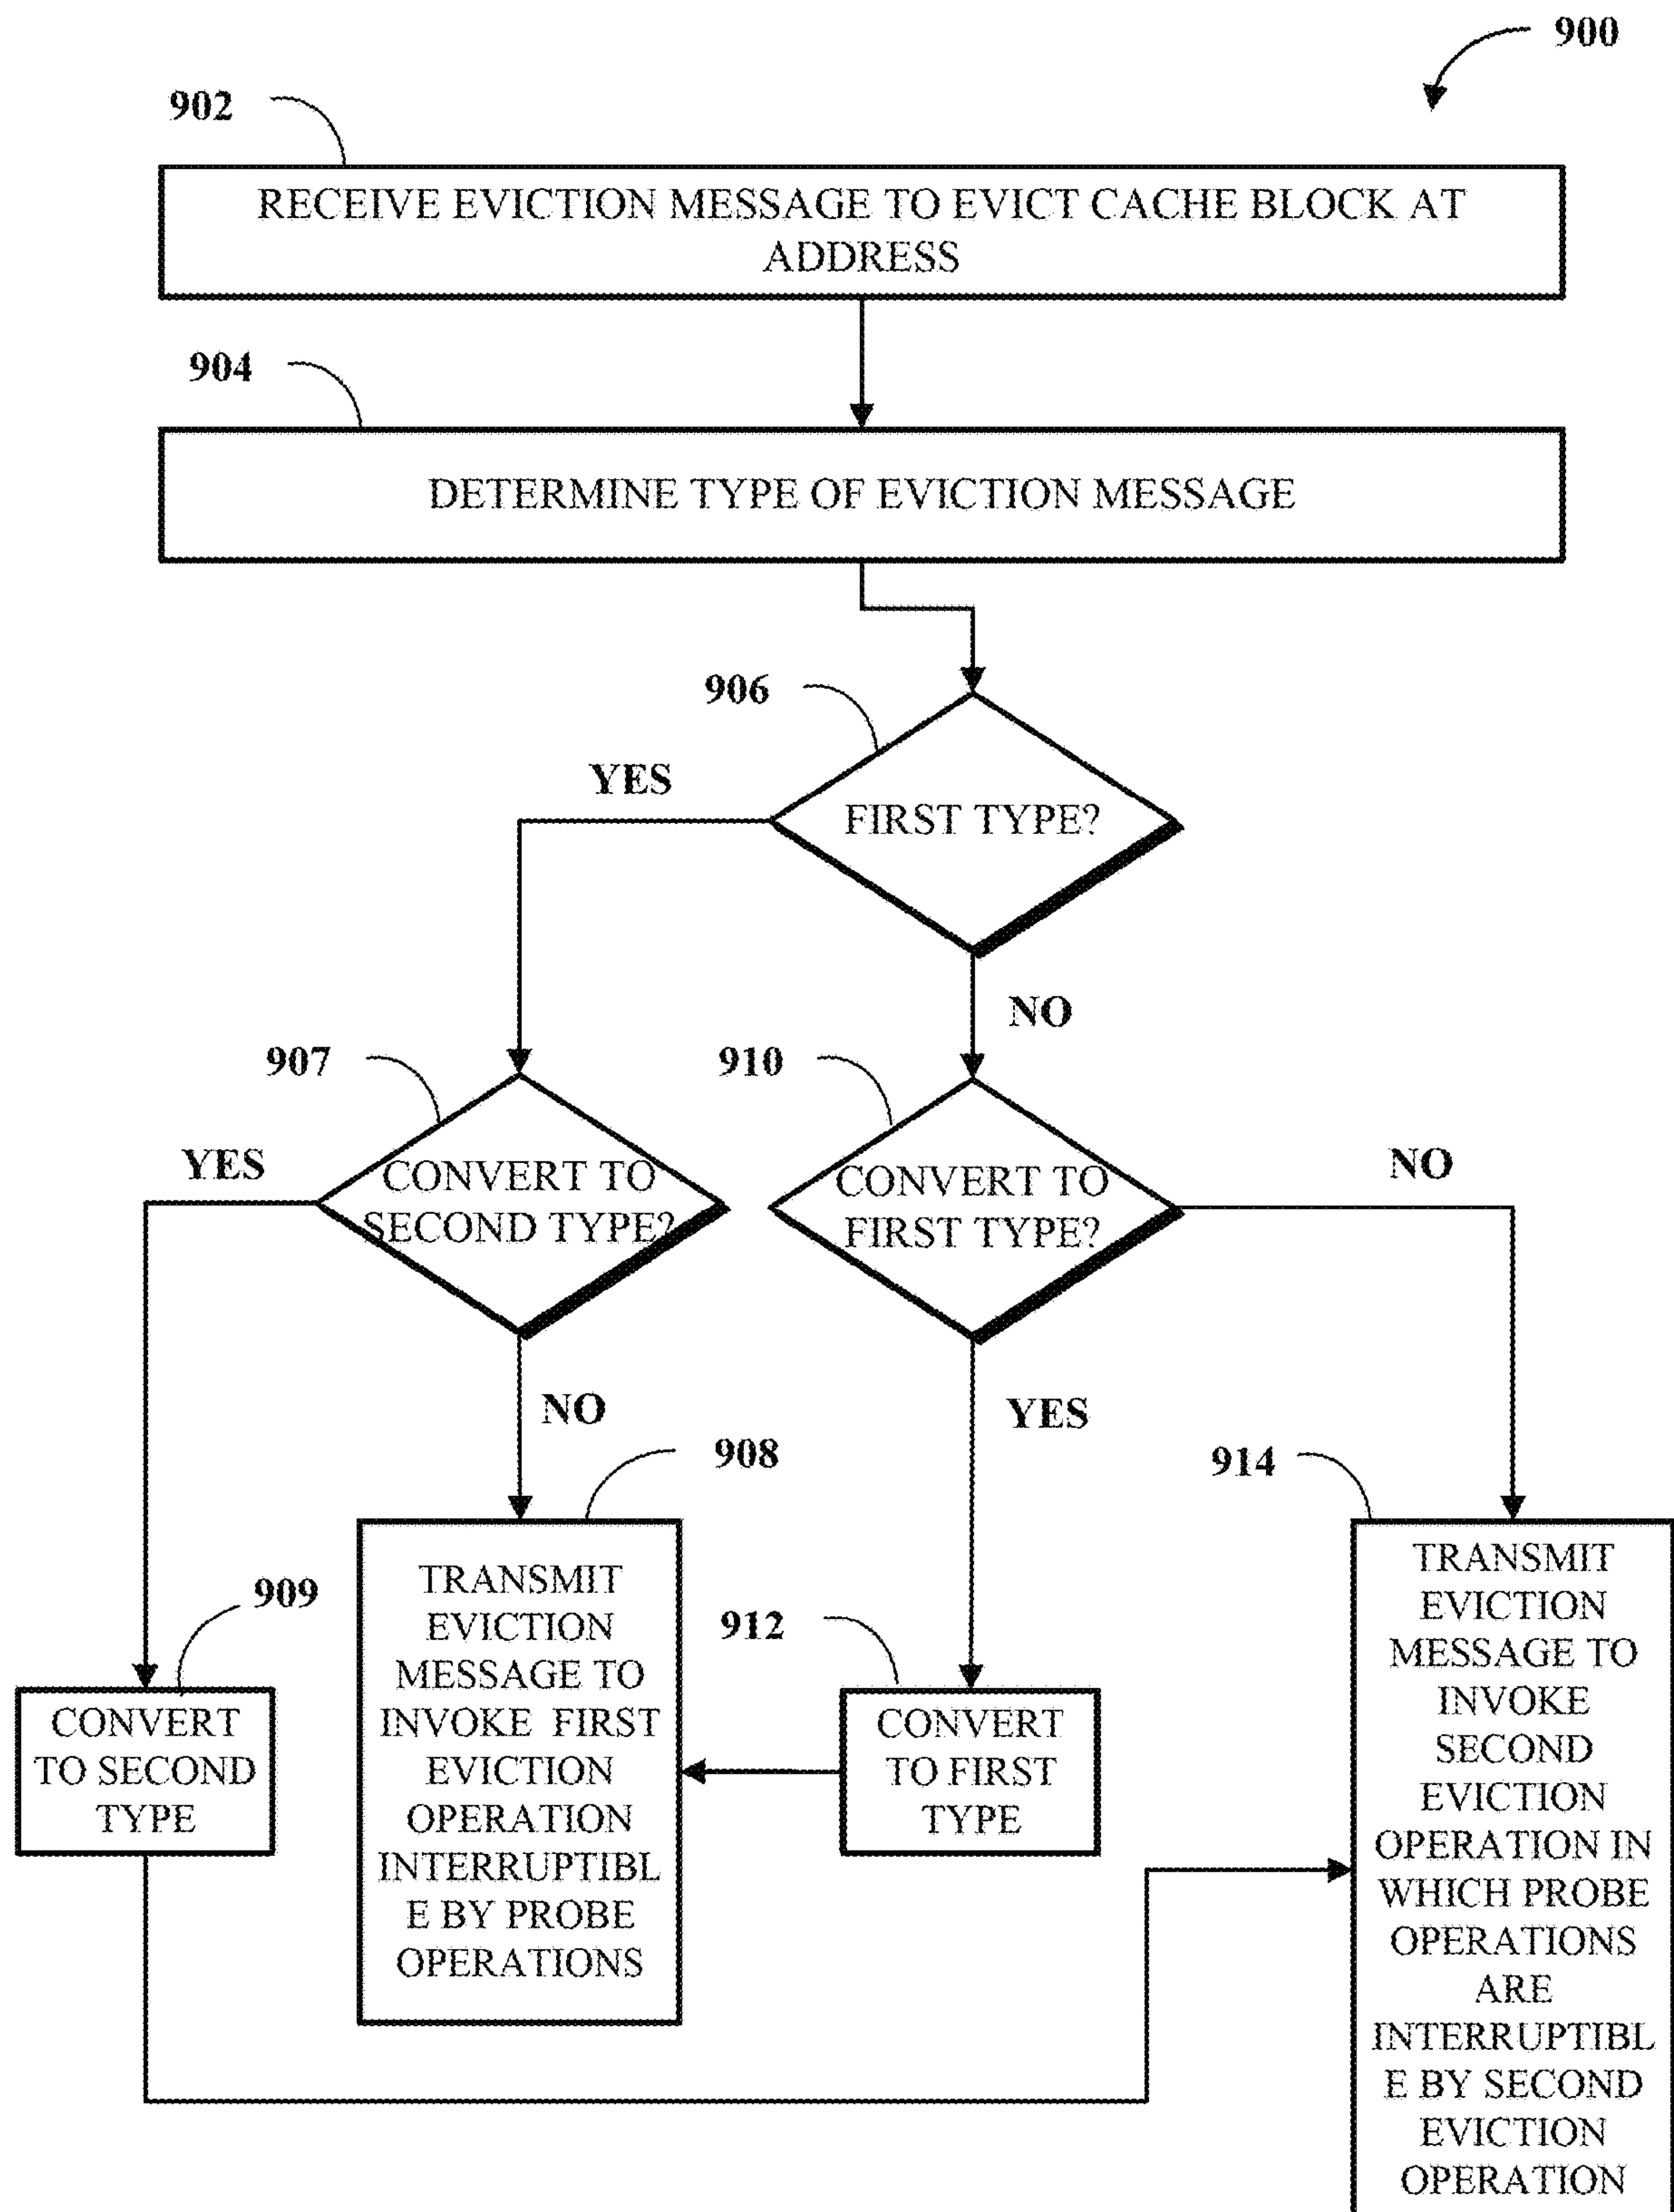 900
902
RECEIVE EVICTION MESSAGE TO EVICT CACHE BLOCK AT
ADDRESS
904
DETERMINE TYPE OF EVICTION MESSAGE
906
YES
FIRST TYPE?
NO
907
910
YES
CONVERT TO
SECOND TYPE?
CONVERT TO
FIRST TYPE?
NO
NO
YES
908
914
909
912
CONVERT
TO SECOND
TYPE
TRANSMIT
EVICTION
MESSAGE TO
INVOKE FIRST
EVICTION
OPERATION
INTERRUPTIBL
E BY PROBE
OPERATIONS
CONVERT
TO FIRST
TYPE
TRANSMIT
EVICTION
MESSAGE TO
INVOKE
SECOND
EVICTION
OPERATION IN
WHICH PROBE
OPERATIONS
ARE
INTERRUPTIBL
E BY SECOND
EVICTION
OPERATION